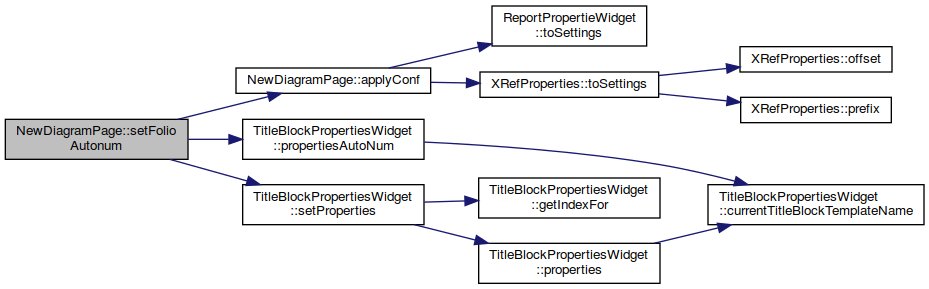 NewDiagramPage::setFolio
Autonum
NewDiagramPage::applyConf
ReportPropertieWidget
::toSettings
XRefProperties::toSettings
XRefProperties::offset
XRefProperties::prefix
TitleBlockPropertiesWidget
::propertiesAutoNum
TitleBlockPropertiesWidget
::setProperties
TitleBlockPropertiesWidget
::getIndexFor
TitleBlockPropertiesWidget
::properties
TitleBlockPropertiesWidget
::currentTitleBlockTemplateName